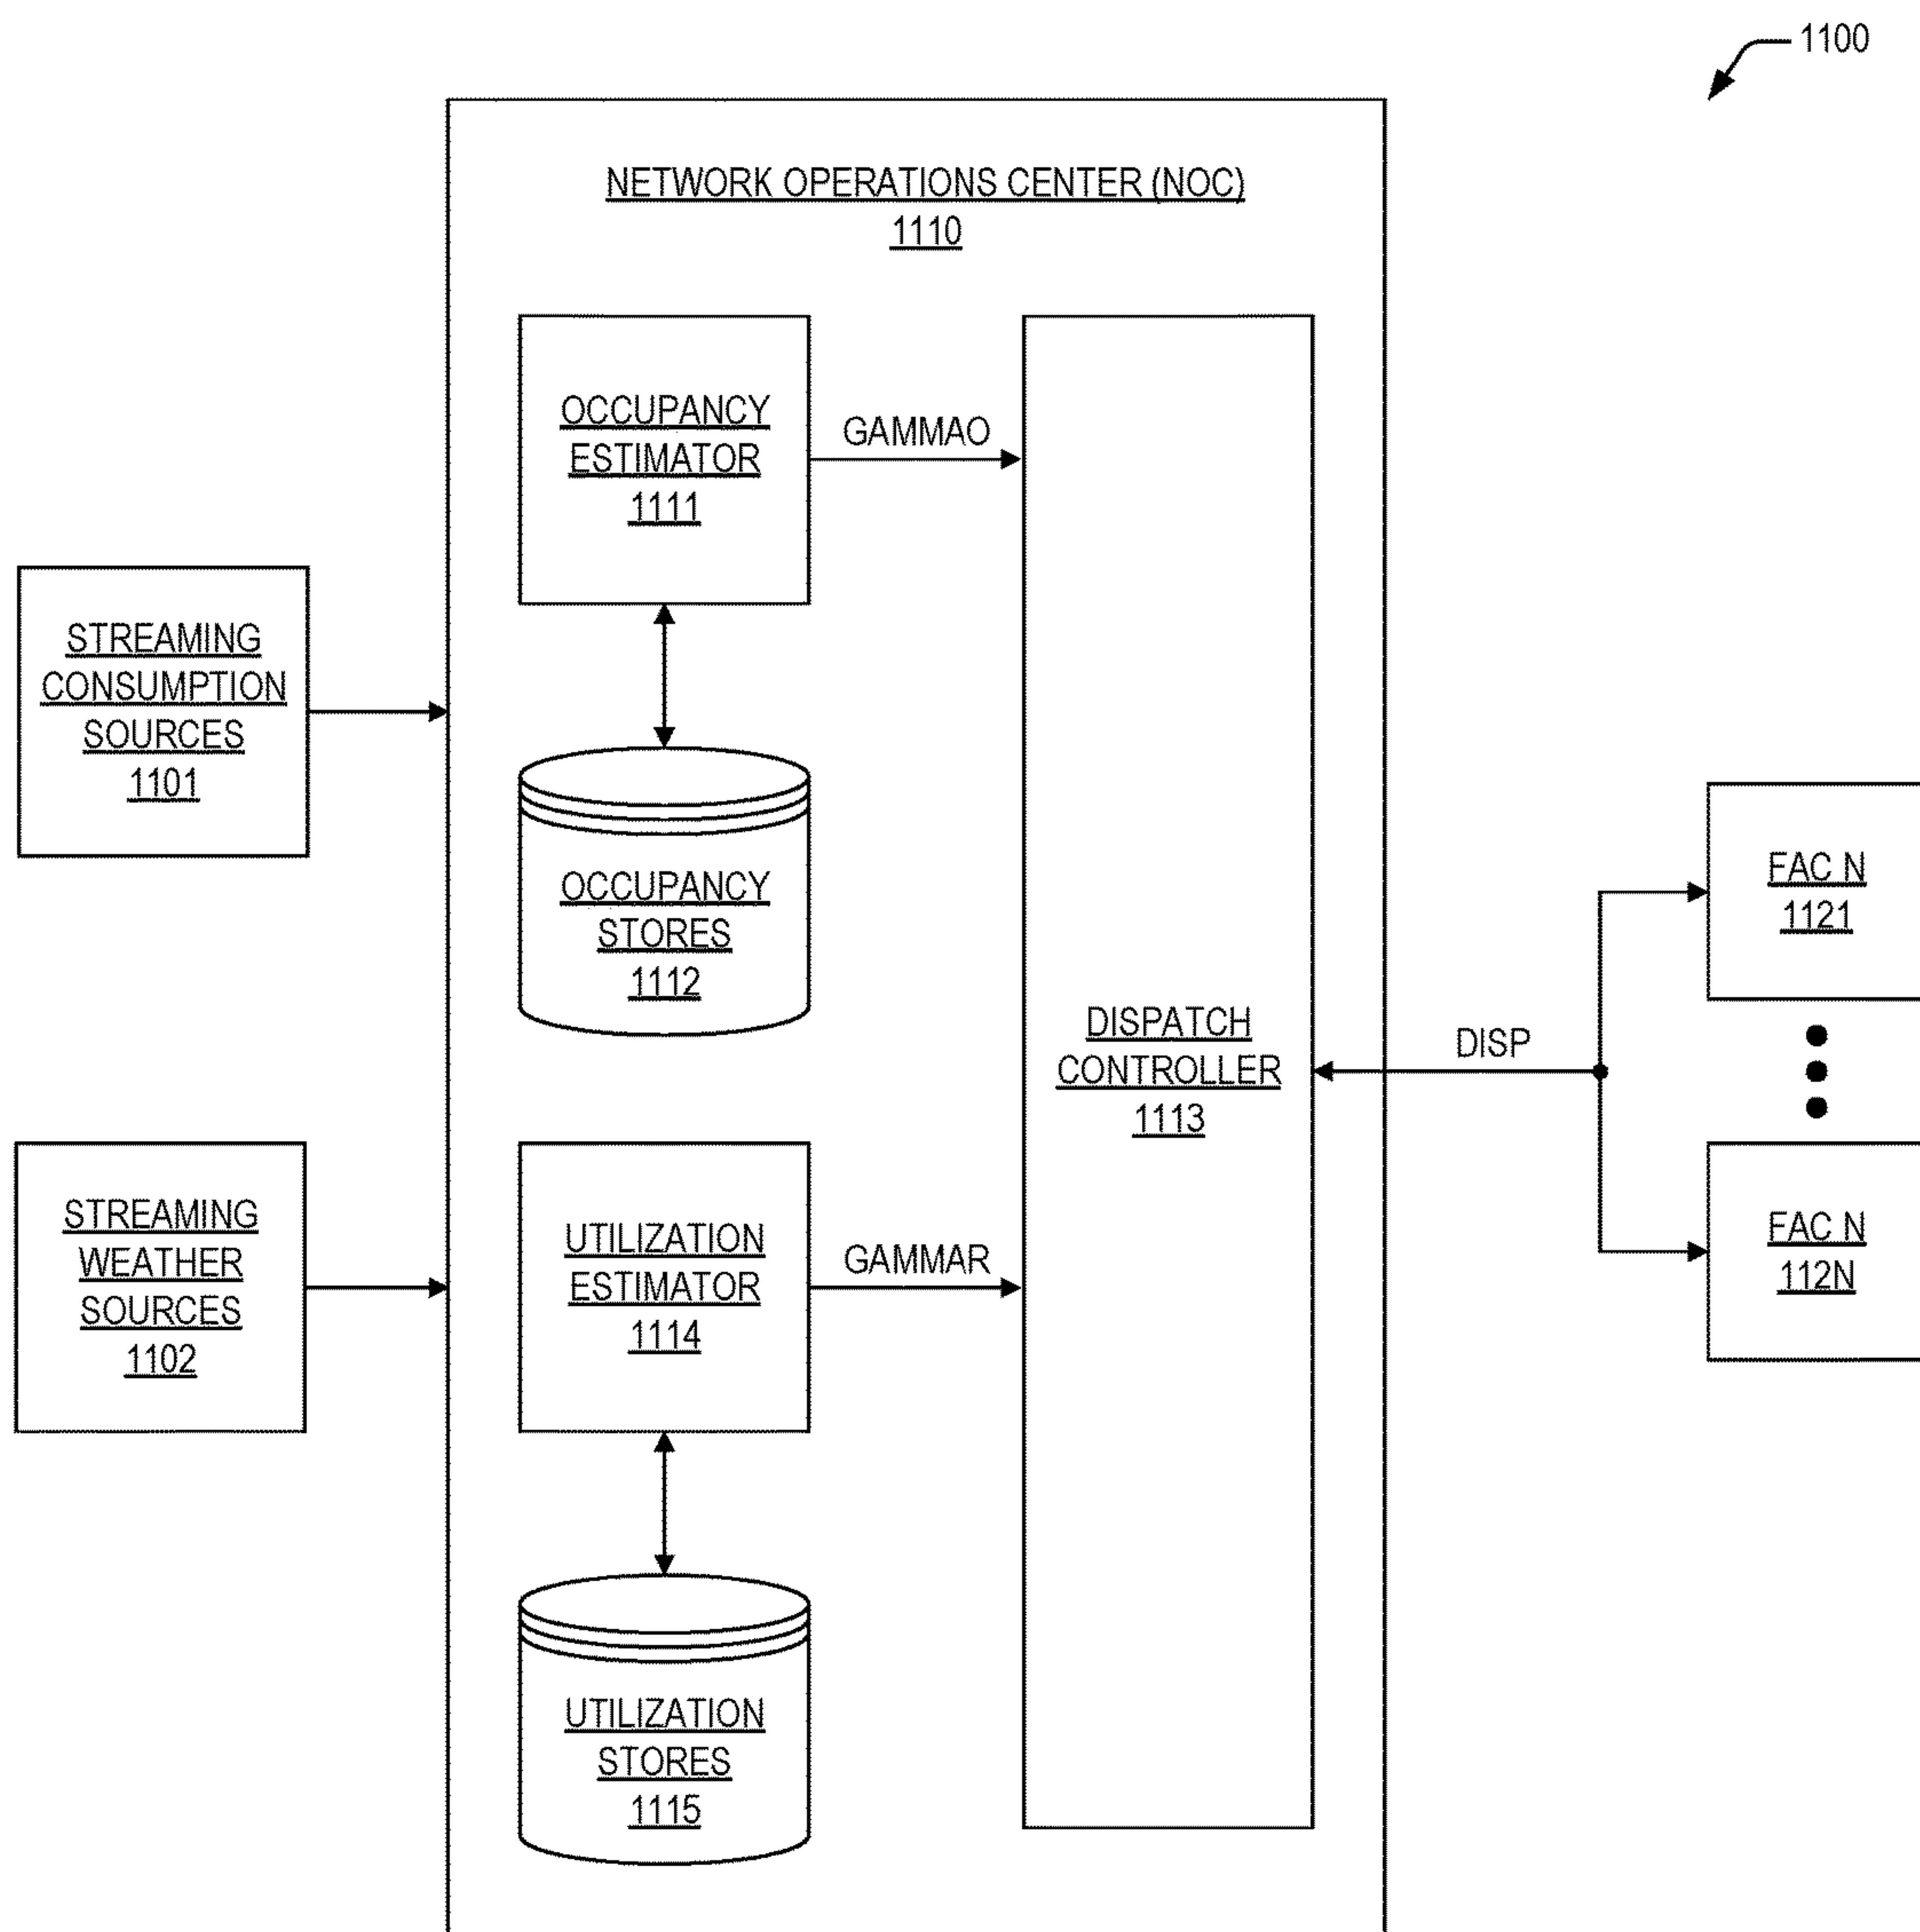 1100
NETWORK OPERATIONS CENTER (NOC)
1110
OCCUPANCY
ESTIMATOR
1111
GAMMAO
STREAMING
CONSUMPTION
SOURCES
1101
OCCUPANCY
STORES
1112
DISPATCH
CONTROLLER
1113
DISP
FAC N
1121
FAC N
112N
STREAMING
WEATHER
SOURCES
1102
UTILIZATION
ESTIMATOR
1114
GAMMAR
UTILIZATION
STORES
1115